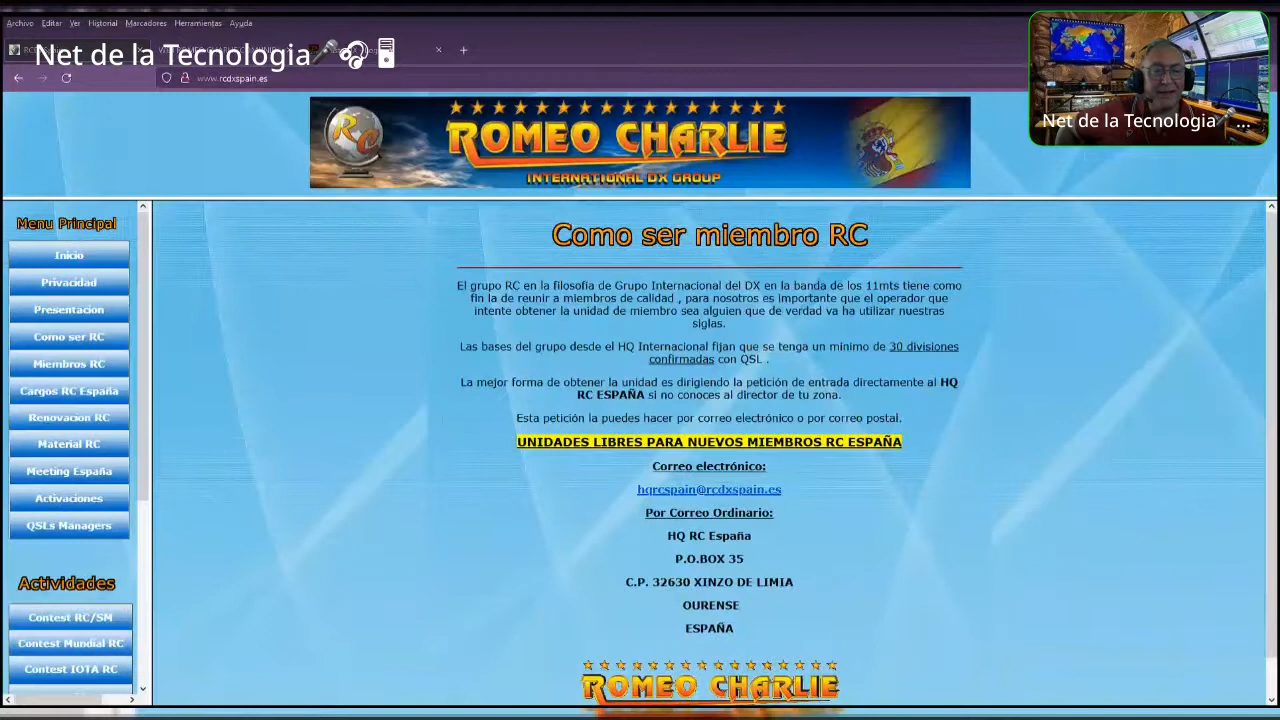 Archivo Editar Ver Historial Marcadores Herramientas Ayuda
Net de la Tecnologia
www.rcdxspain.es
Net de la Tecnologia ...
RC
ROMEO CHARLIE
INTERNATIONAL DX GROUP
Menu Principal
Inicio
Privacidad
Presentación
Como ser RC
Miembros RC
Cargos RC España
Renovacion RC
Material RC
Meeting España
Activaciones
QSLs Managers
Actividades
Contest RC/SM
Contest Mundial RC
Contest IOTA RC
Como ser miembro RC
El grupo RC en la filosofía de Grupo Internacional del DX en la banda de los 11mts tiene como
fin la de reunir a miembros de calidad , para nosotros es importante que el operador que
intente obtener la unidad de miembro sea alguien que de verdad va ha utilizar nuestras
siglas.
Las bases del grupo desde el HQ Internacional fijan que se tenga un mínimo de 30 divisiones
confirmadas con QSL .
La mejor forma de obtener la unidad es dirigiendo la petición de entrada directamente al HQ
RC ESPAÑA si no conoces al director de tu zona.
Esta petición la puedes hacer por correo electrónico o por correo postal.
UNIDADES LIBRES PARA NUEVOS MIEMBROS RC ESPAÑA
Correo electrónico:
hqrcspain@rcdxspain.es
Por Correo Ordinario:
HQ RC España
P.O.BOX 35
C.P. 32630 XINZO DE LIMIA
OURENSE
ESPAÑA
ROMEO CHARLIE